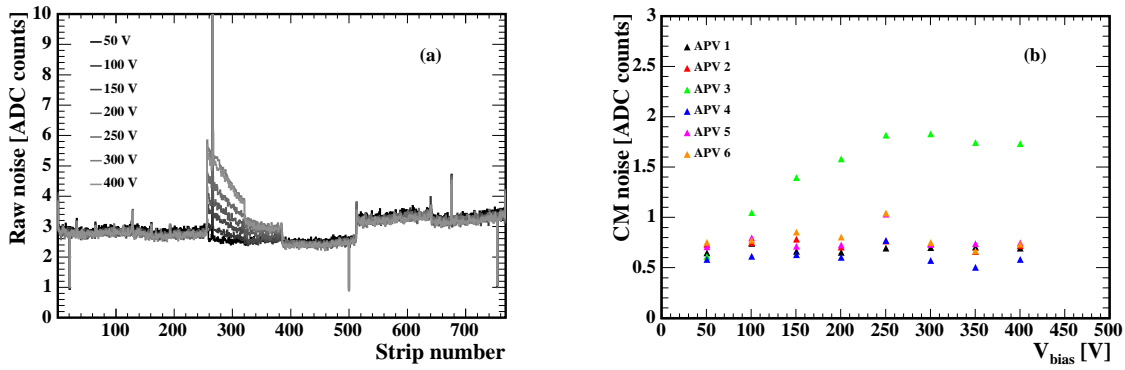 Raw noise [ADC counts]
10
9
8
7
6
5
4
3
2
1
0
50 V
100 V
150 V
200 V
250 V
300 V
400 V
(a)
0 100 200 300 400 500 600 700
Strip number
CM noise [ADC counts]
3
2.5
2
1.5
1
0.5
0
APV 1
APV 2
APV 3
APV 4
APV 5
APV 6
(b)
0 50 100 150 200 250 300 350 400 450 500
V_bias [V]